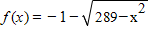 f(x) = −1−√(289−x²)